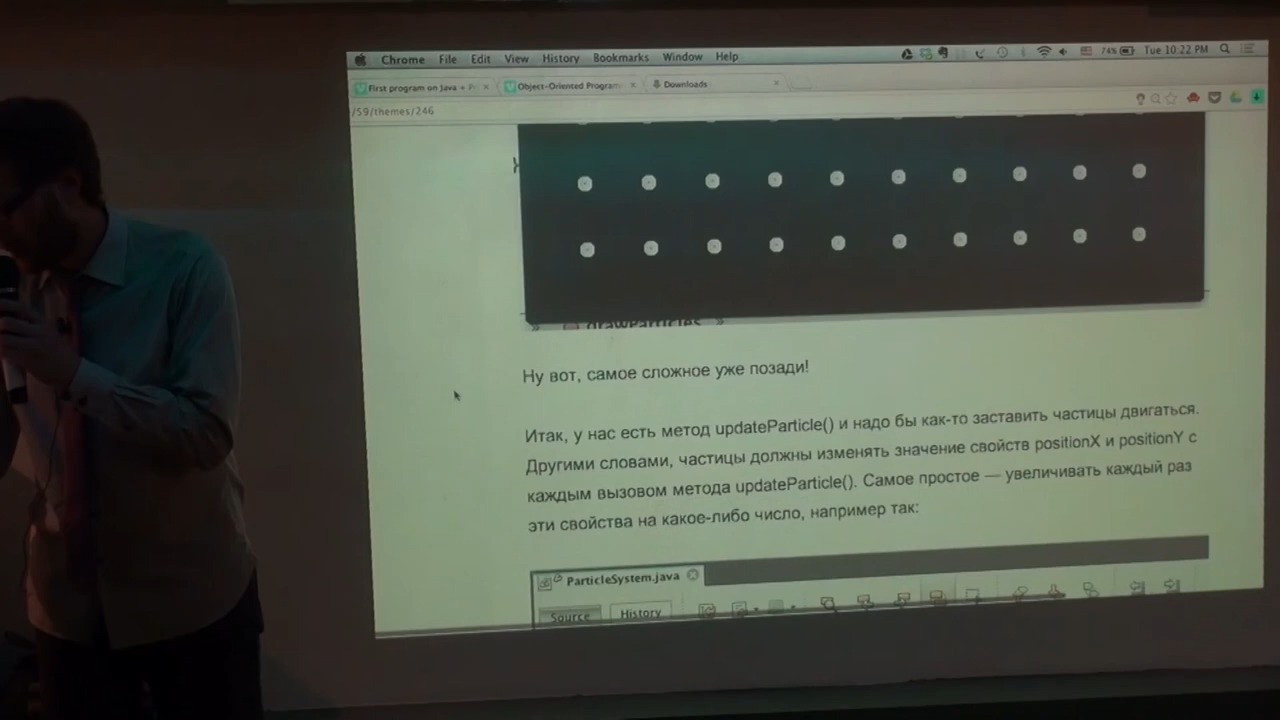 Chrome File Edit View History Bookmarks Window Help 74% Tue 10:22 PM
First program on Java Object-Oriented Program Downloads
/59/themes/246
}
drawParticles
Ну вот, самое сложное уже позади!
Итак, у нас есть метод updateParticle() и надо бы как-то заставить частицы двигаться.
Другими словами, частицы должны изменять значение свойств positionX и positionY с
каждым вызовом метода updateParticle(). Самое простое — увеличивать каждый раз
эти свойства на какое-либо число, например так:
ParticleSystem.java
Source History